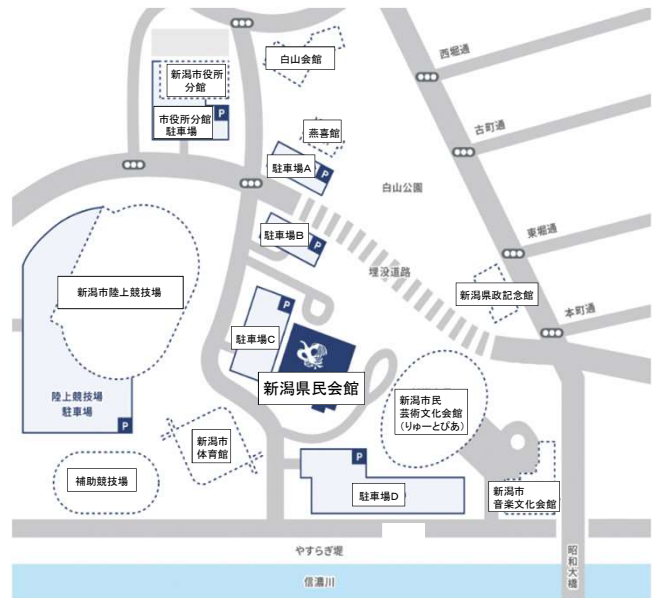 白山会館
西堀通
新潟市役所
分館
P
市役所分館
駐車場
燕喜館
古町通
駐車場A
P
白山公園
駐車場B
P
東堀通
埋没道路
新潟市陸上競技場
新潟県政記念館
P
本町通
駐車場C
新潟県民会館
陸上競技場
駐車場
P
新潟市民
芸術文化会館
(りゅーとぴあ)
新潟市
体育館
P
補助競技場
駐車場D
新潟市
音楽文化会館
やすらぎ堤
昭和大橋
信濃川